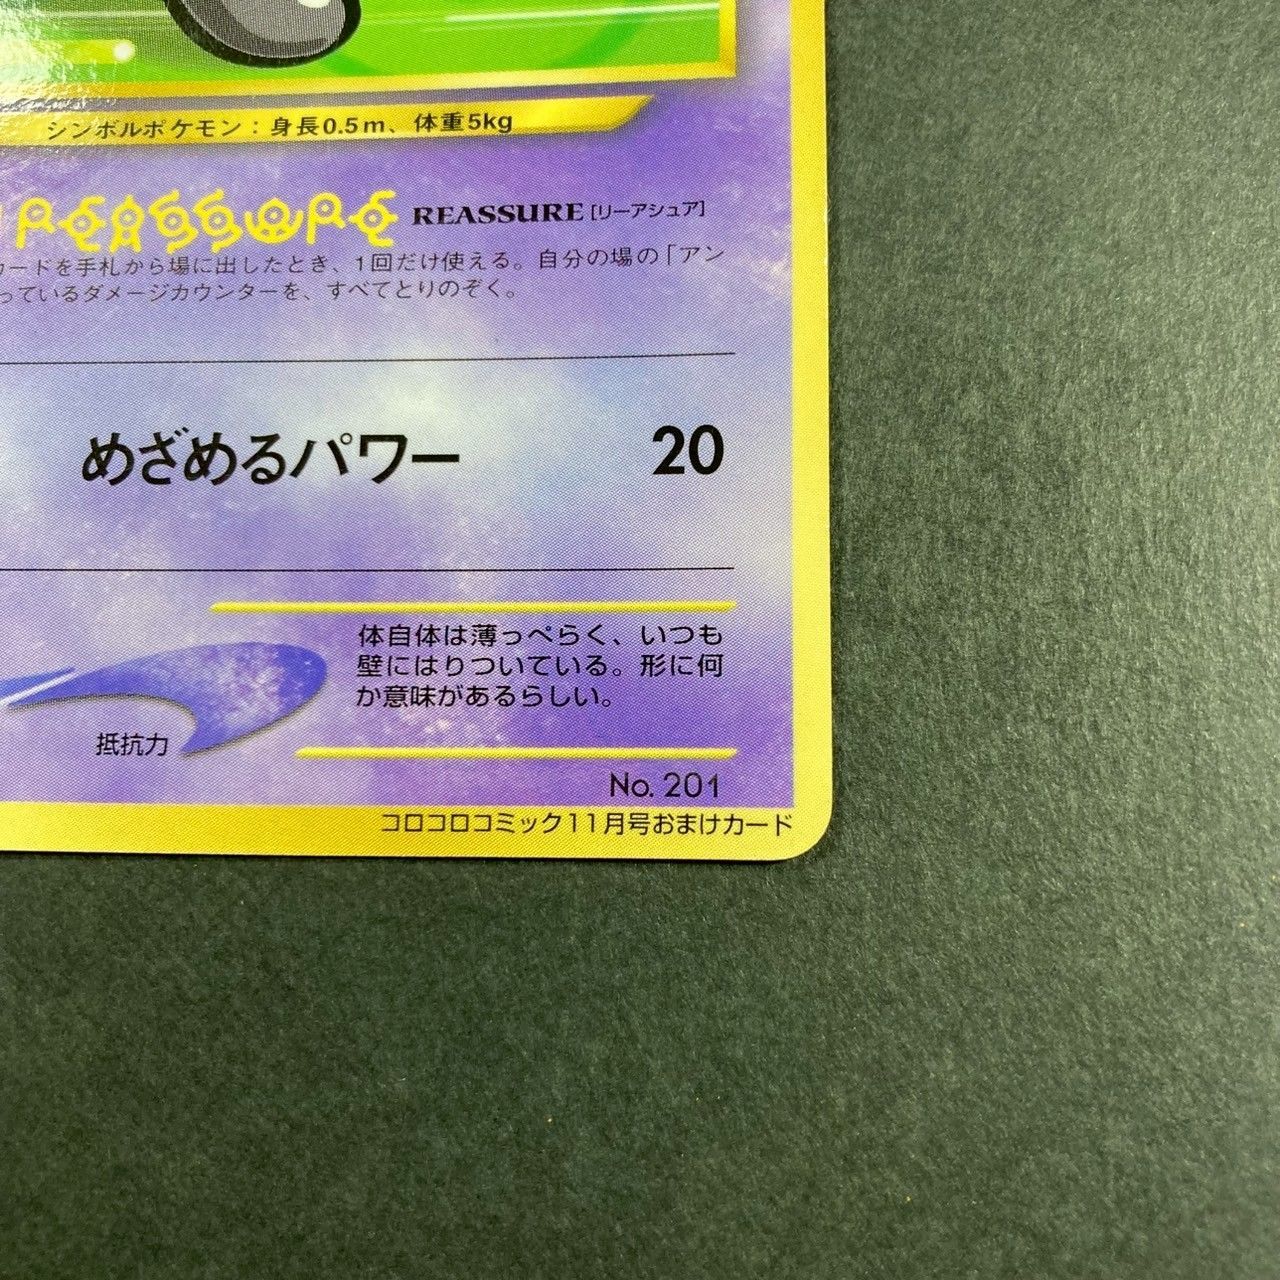 シンボルポケモン：身長0.5m、体重5kg
REASSURE REASSURE [リーアシュア]
カードを手札から場に出したとき、1回だけ使える。自分の場の「アン
っているダメージカウンターを、すべてとりのぞく。
めざめるパワー 20
体自体は薄っぺらく、いつも
壁にはりついている。形に何
か意味があるらしい。
抵抗力
No. 201
コロコロコミック11月号おまけカード